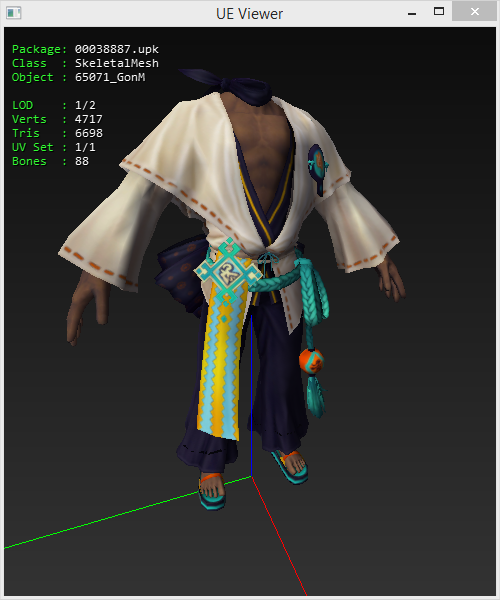 UE Viewer
Package: 00038887.upk
Class : SkeletalMesh
Object : 65071_GonM
LOD : 1/2
Verts : 4717
Tris : 6698
UV Set : 1/1
Bones : 88